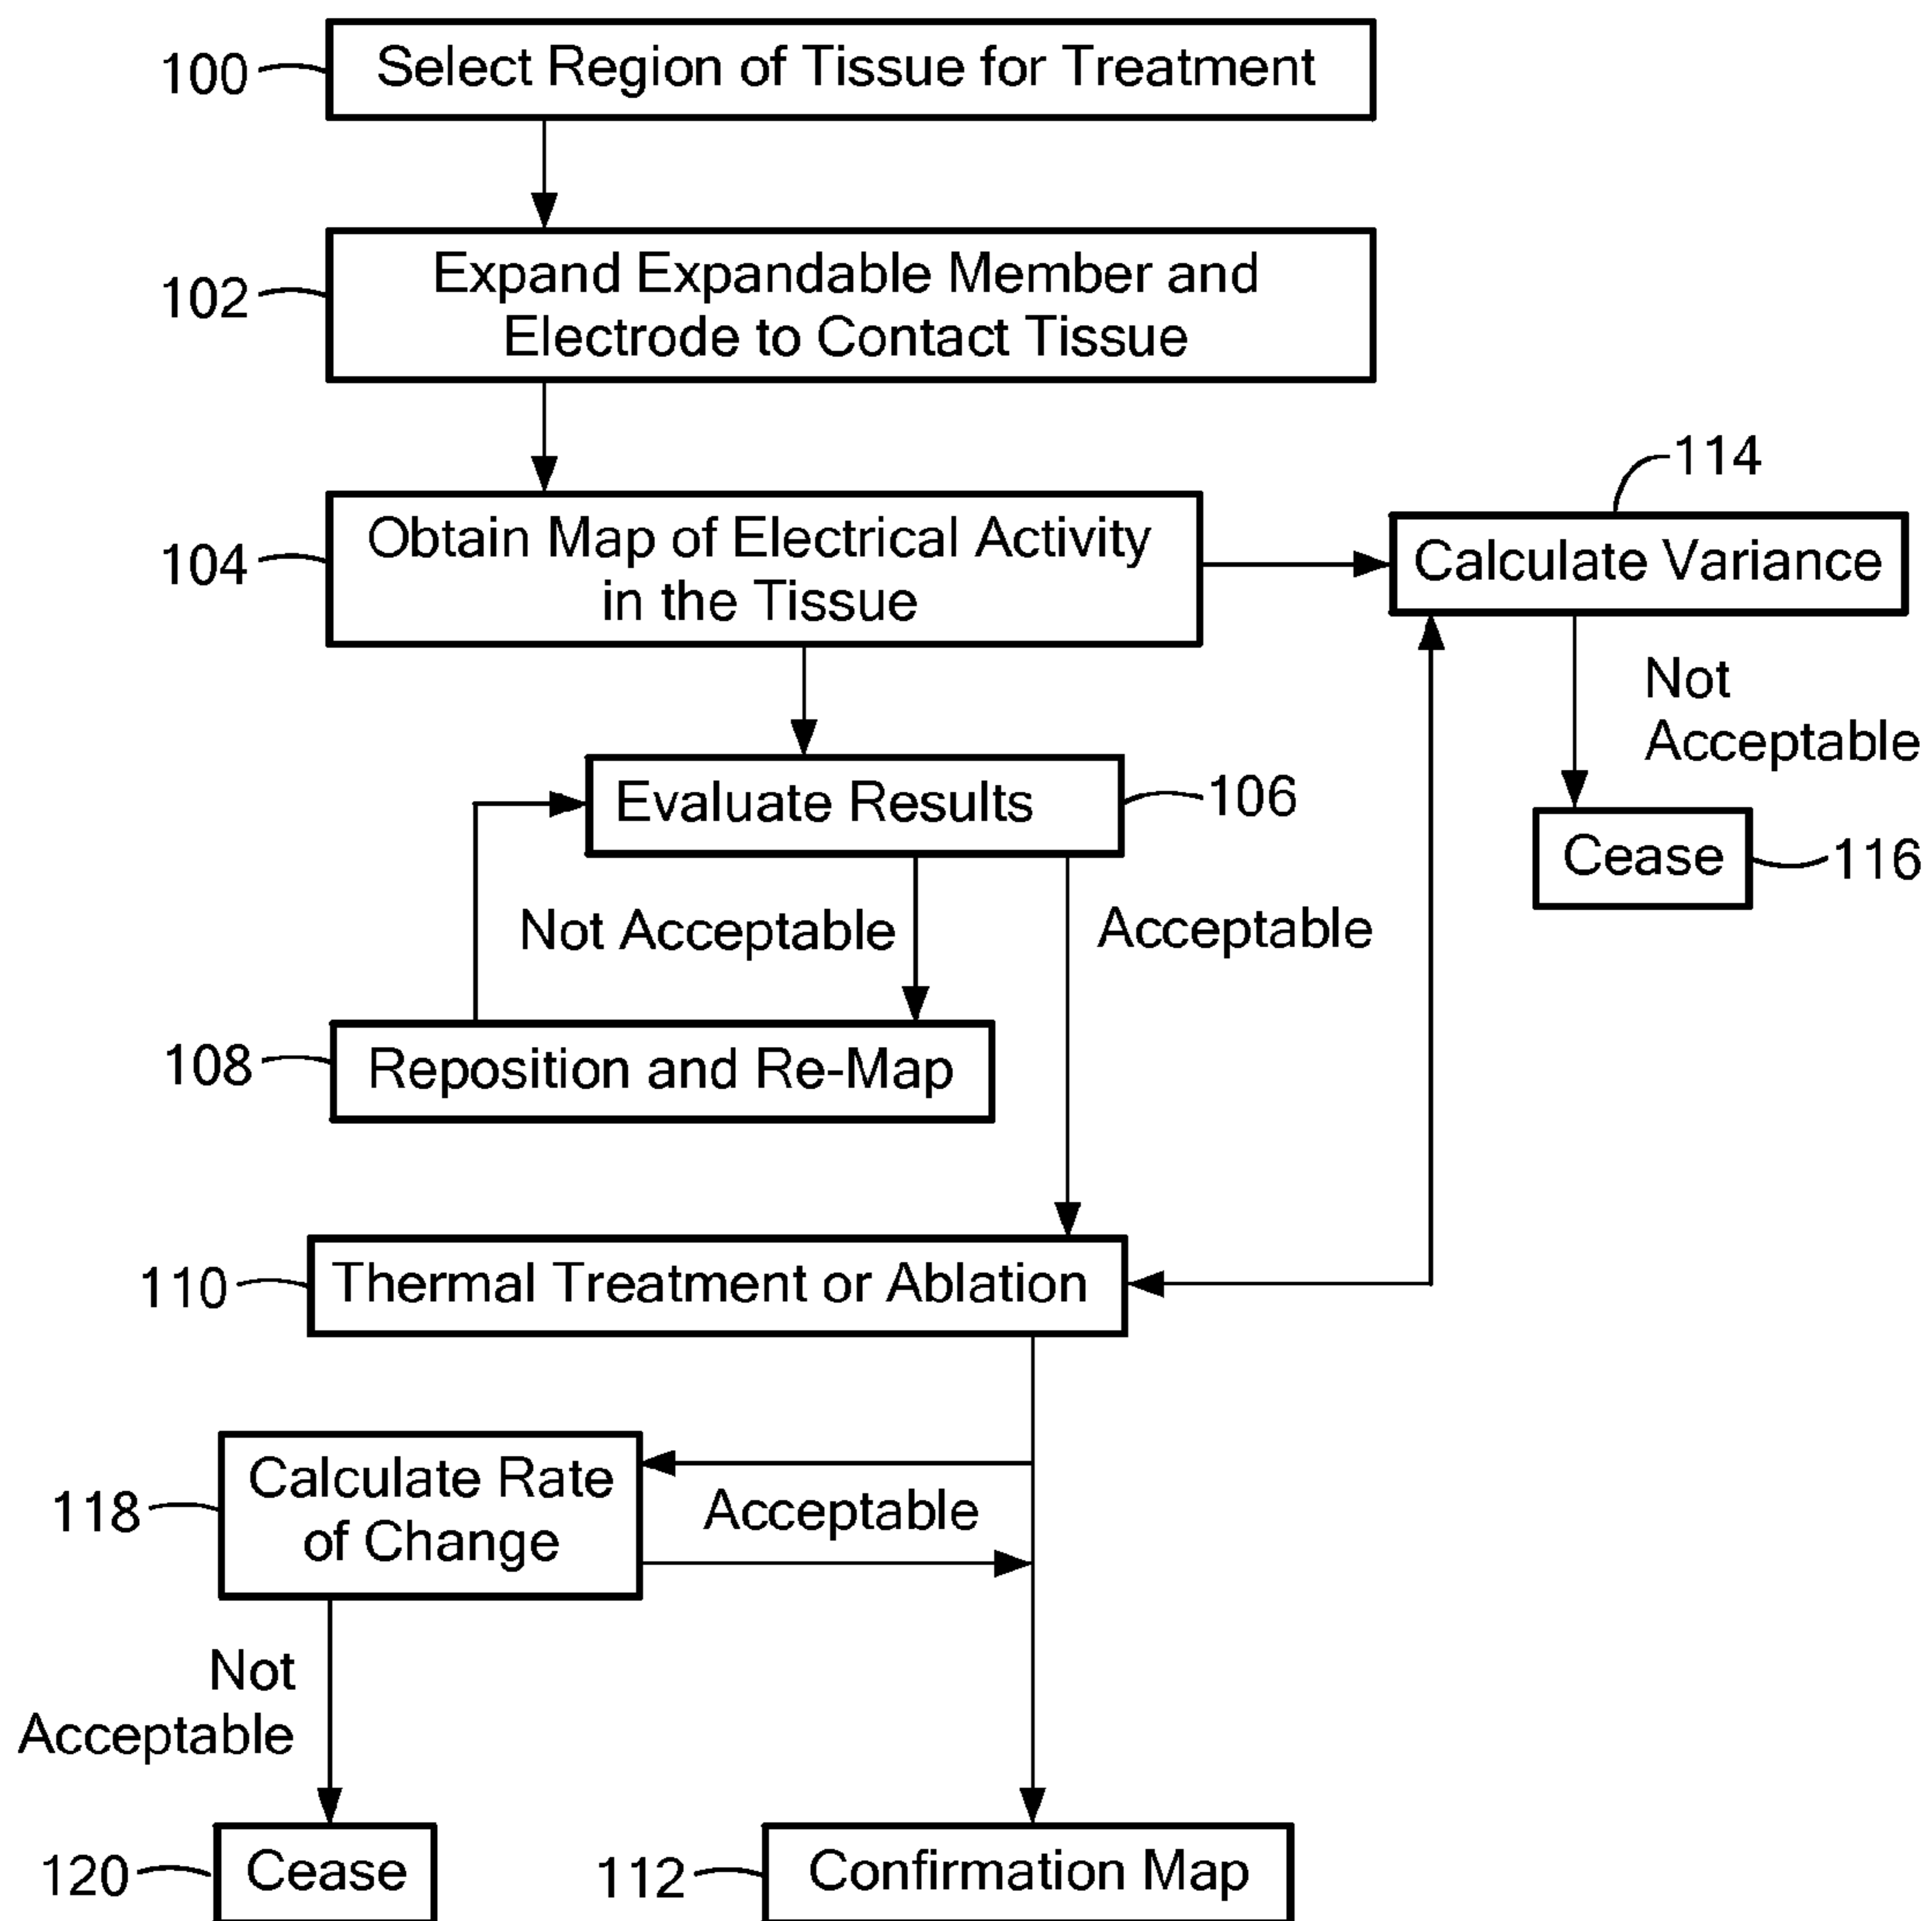 100
Select Region of Tissue for Treatment
102
Expand Expandable Member and
Electrode to Contact Tissue
104
Obtain Map of Electrical Activity
in the Tissue
114
Calculate Variance
Not
Acceptable
Cease
116
Evaluate Results
106
Not Acceptable
Acceptable
108
Reposition and Re-Map
110
Thermal Treatment or Ablation
118
Calculate Rate
of Change
Acceptable
Not
Acceptable
120
Cease
112
Confirmation Map